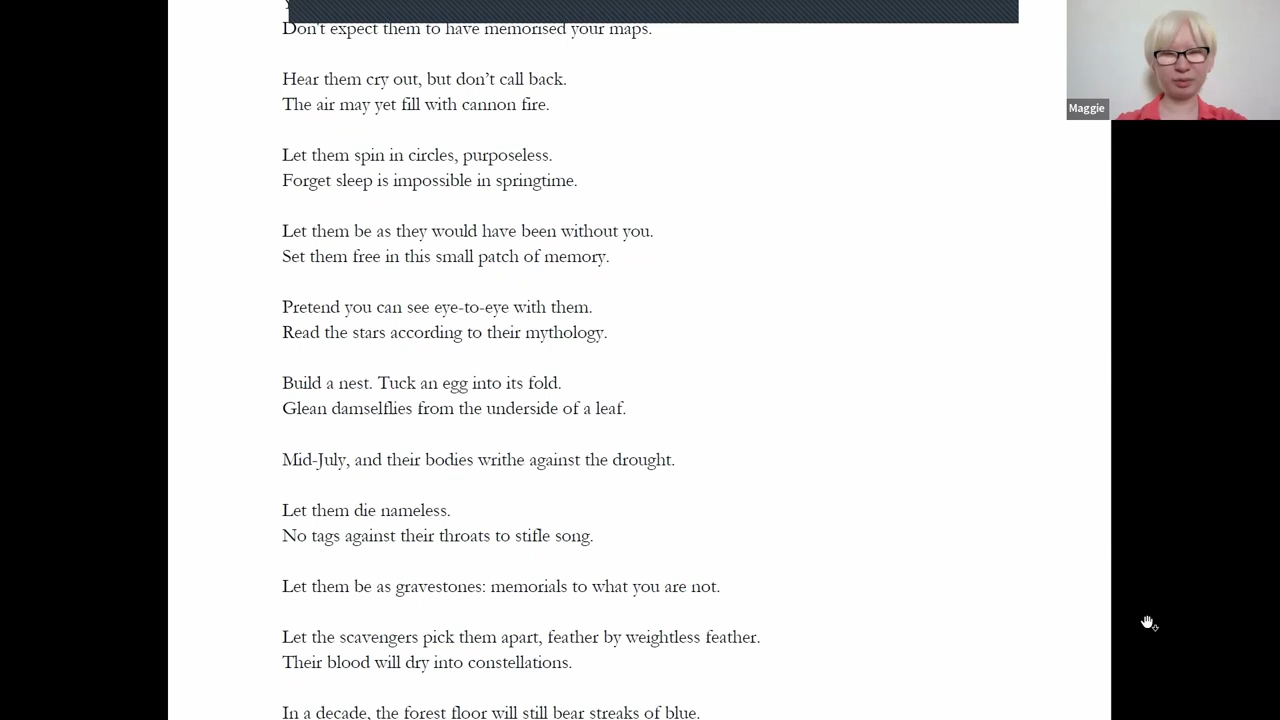 Don't expect them to have memorised your maps.
Hear them cry out, but don’t call back.
The air may yet fill with cannon fire.
Let them spin in circles, purposeless.
Forget sleep is impossible in springtime.
Let them be as they would have been without you.
Set them free in this small patch of memory.
Pretend you can see eye-to-eye with them.
Read the stars according to their mythology.
Build a nest. Tuck an egg into its fold.
Glean damselflies from the underside of a leaf.
Mid-July, and their bodies writhe against the drought.
Let them die nameless.
No tags against their throats to stifle song.
Let them be as gravestones: memorials to what you are not.
Let the scavengers pick them apart, feather by weightless feather.
Their blood will dry into constellations.
In a decade, the forest floor will still bear streaks of blue.
Maggie